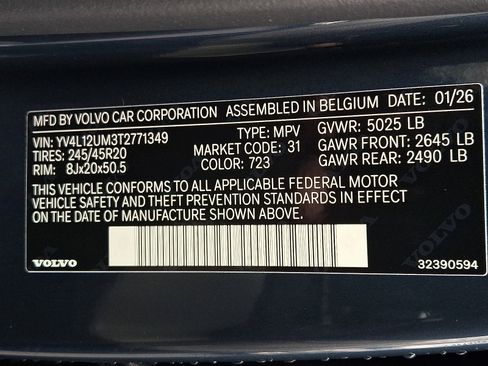 MFD BY VOLVO CAR CORPORATION ASSEMBLED IN BELGIUM DATE: 01/26
VIN: YV4L12UM3T2771349 TYPE: MPV GVWR: 5025 LB
TIRES: 245/45R20 MARKET CODE: 31 GAWR FRONT: 2645 LB
RIM: 8Jx20x50.5 COLOR: 723 GAWR REAR: 2490 LB
THIS VEHICLE CONFORMS TO ALL APPLICABLE FEDERAL MOTOR
VEHICLE SAFETY AND THEFT PREVENTION STANDARDS IN EFFECT ON
THE DATE OF MANUFACTURE SHOWN ABOVE.
VOLVO 32390594